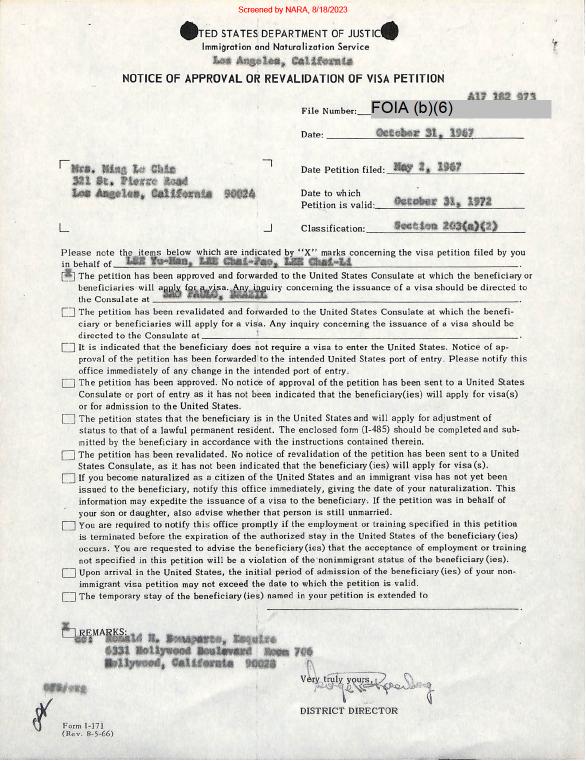 Screened by NARA, 8/18/2023
TED STATES DEPARTMENT OF JUSTIC
Immigration and Naturalization Service
Los Angeles, California
NOTICE OF APPROVAL OR REVALIDATION OF VISA PETITION
A17 162 973
File Number: FOIA (b)(6)
Date: October 31, 1967
Mrs. Ning Lo Chin
321 St. Pierre Road
Los Angeles, California 90024
Date Petition filed: May 2, 1967
Date to which
Petition is valid: October 31, 1972
Classification: Section 203(a)(2)
Please note the items below which are indicated by "X" marks concerning the visa petition filed by you
in behalf of LEE Yu-Han, LEE Chai-Pao, LEE Chai-Li
X The petition has been approved and forwarded to the United States Consulate at which the beneficiary or
beneficiaries will apply for a visa. Any inquiry concerning the issuance of a visa should be directed to
the Consulate at SAO PAULO, BRAZIL
The petition has been revalidated and forwarded to the United States Consulate at which the benefi-
ciary or beneficiaries will apply for a visa. Any inquiry concerning the issuance of a visa should be
directed to the Consulate at .
It is indicated that the beneficiary does not require a visa to enter the United States. Notice of ap-
proval of the petition has been forwarded to the intended United States port of entry. Please notify this
office immediately of any change in the intended port of entry.
The petition has been approved. No notice of approval of the petition has been sent to a United States
Consulate or port of entry as it has not been indicated that the beneficiary(ies) will apply for visa(s)
or for admission to the United States.
The petition states that the beneficiary is in the United States and will apply for adjustment of
status to that of a lawful permanent resident. The enclosed form (I-485) should be completed and sub-
mitted by the beneficiary in accordance with the instructions contained therein.
The petition has been revalidated. No notice of revalidation of the petition has been sent to a United
States Consulate, as it has not been indicated that the beneficiary(ies) will apply for visa(s).
If you become naturalized as a citizen of the United States and an immigrant visa has not yet been
issued to the beneficiary, notify this office immediately, giving the date of your naturalization. This
information may expedite the issuance of a visa to the beneficiary. If the petition was in behalf of
your son or daughter, also advise whether that person is still unmarried.
You are required to notify this office promptly if the employment or training specified in this petition
is terminated before the expiration of the authorized stay in the United States of the beneficiary(ies)
occurs. You are requested to advise the beneficiary(ies) that the acceptance of employment or training
not specified in this petition will be a violation of the nonimmigrant status of the beneficiary(ies).
Upon arrival in the United States, the initial period of admission of the beneficiary(ies) of your non-
immigrant visa petition may not exceed the date to which the petition is valid.
The temporary stay of the beneficiary(ies) named in your petition is extended to
X REMARKS:
cc: Ronald H. Bonaparte, Esquire
6331 Hollywood Boulevard Room 706
Hollywood, California 90028
Very truly yours,
DISTRICT DIRECTOR
Form I-171
(Rev. 8-5-66)